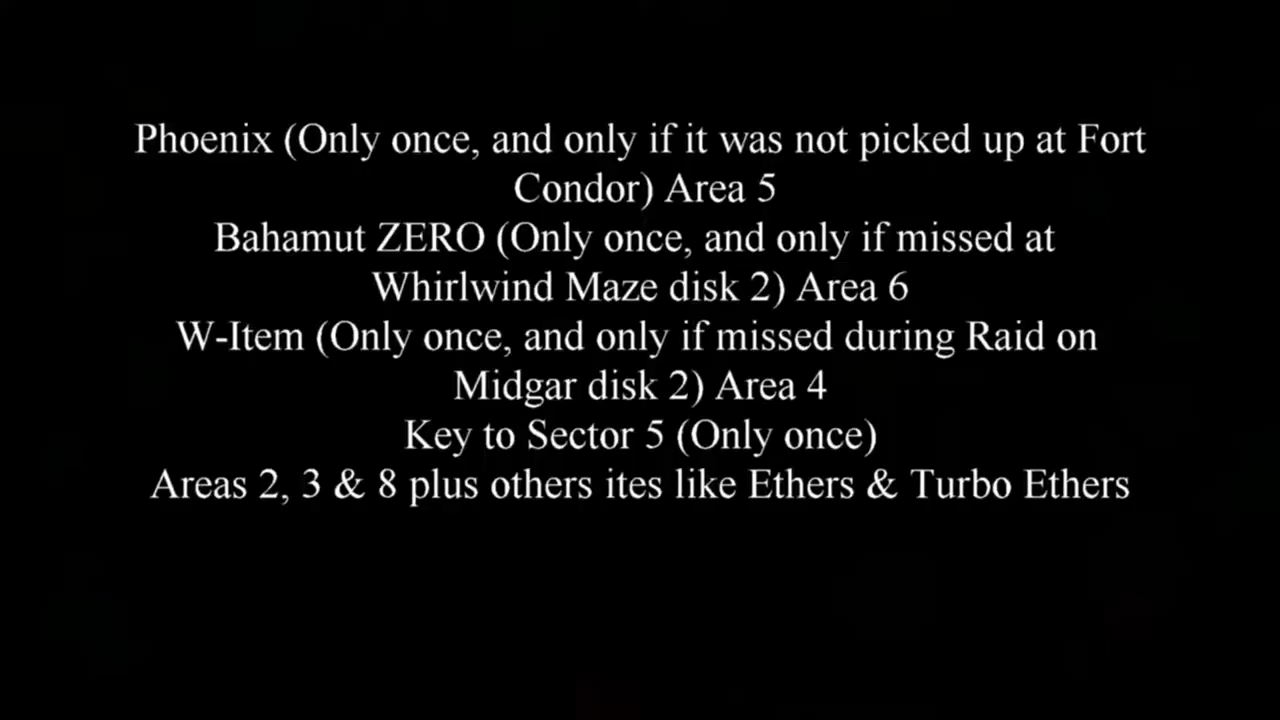 Phoenix (Only once, and only if it was not picked up at Fort
Condor) Area 5
Bahamut ZERO (Only once, and only if missed at
Whirlwind Maze disk 2) Area 6
W-Item (Only once, and only if missed during Raid on
Midgar disk 2) Area 4
Key to Sector 5 (Only once)
Areas 2, 3 & 8 plus others ites like Ethers & Turbo Ethers